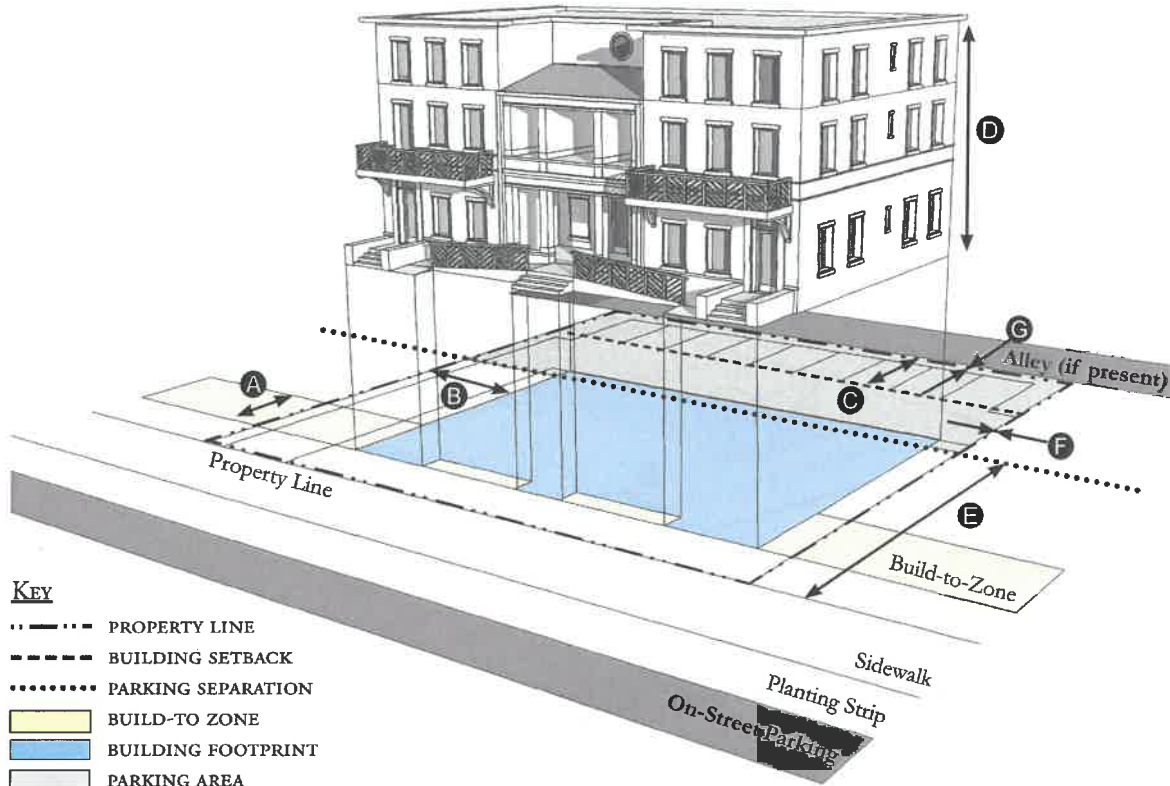 D
G
Alley (if present)
A
B
C
F
Property Line
E
Build-to-Zone
KEY
PROPERTY LINE
BUILDING SETBACK
PARKING SEPARATION
BUILD-TO ZONE
BUILDING FOOTPRINT
PARKING AREA
Sidewalk
Planting Strip
On-Street Parking